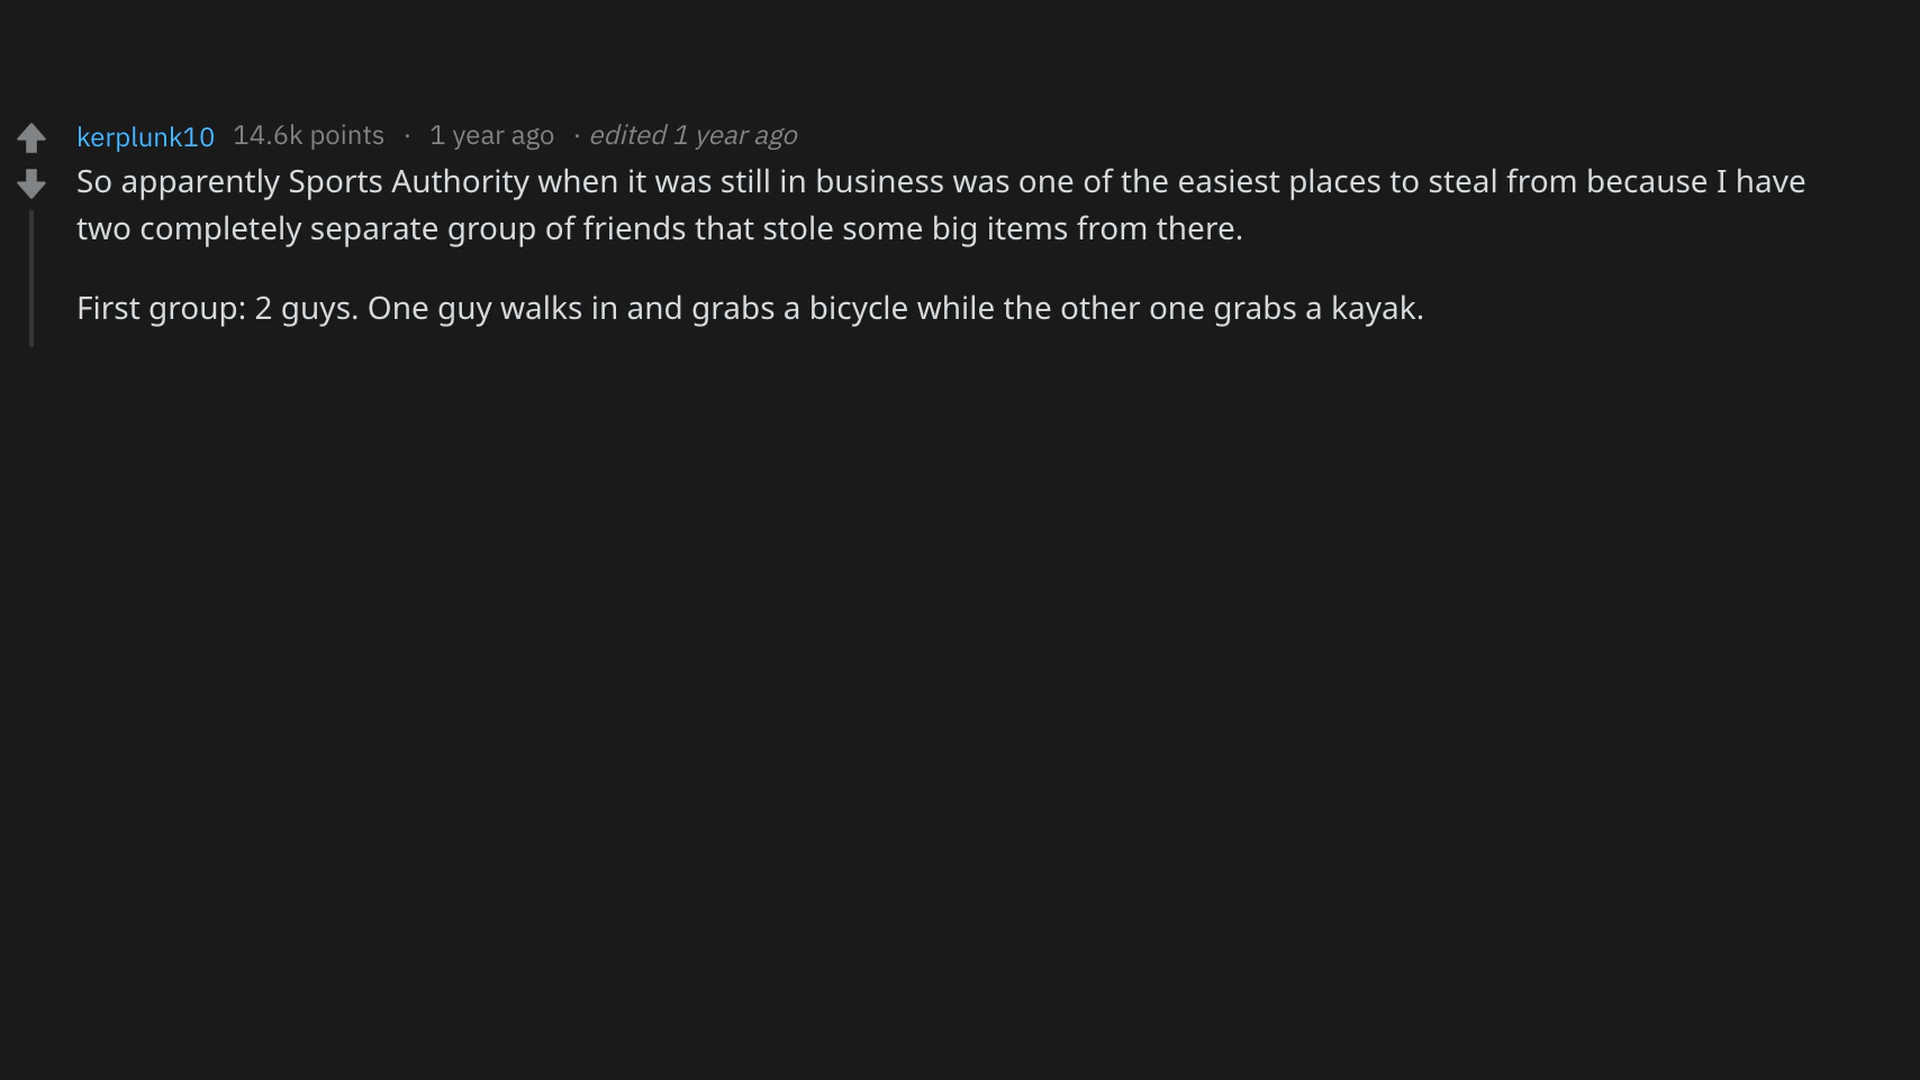 kerplunk10 14.6k points · 1 year ago · edited 1 year ago
So apparently Sports Authority when it was still in business was one of the easiest places to steal from because I have
two completely separate group of friends that stole some big items from there.
First group: 2 guys. One guy walks in and grabs a bicycle while the other one grabs a kayak.